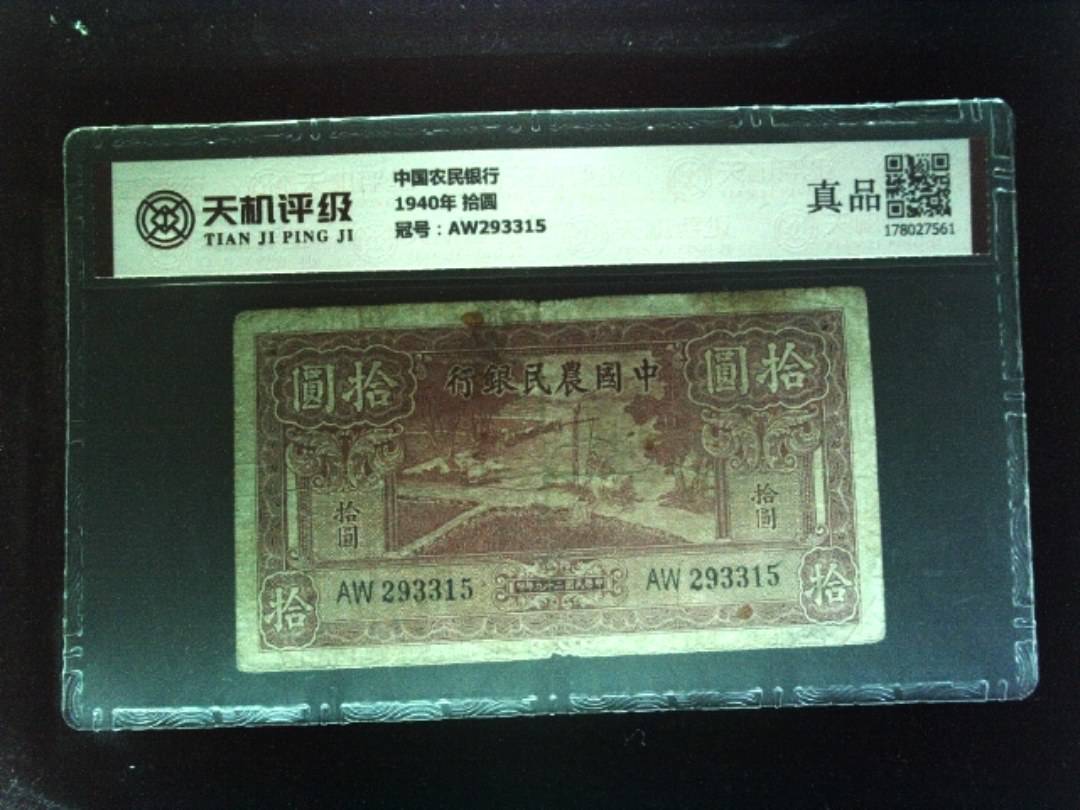 天机评级
TIAN JI PING JI
中国农民银行
1940年 拾圆
冠号：AW293315
真品
178027561
行銀民農國中
圓拾
圓拾
拾圓
拾圓
AW 293315
AW 293315
拾
拾